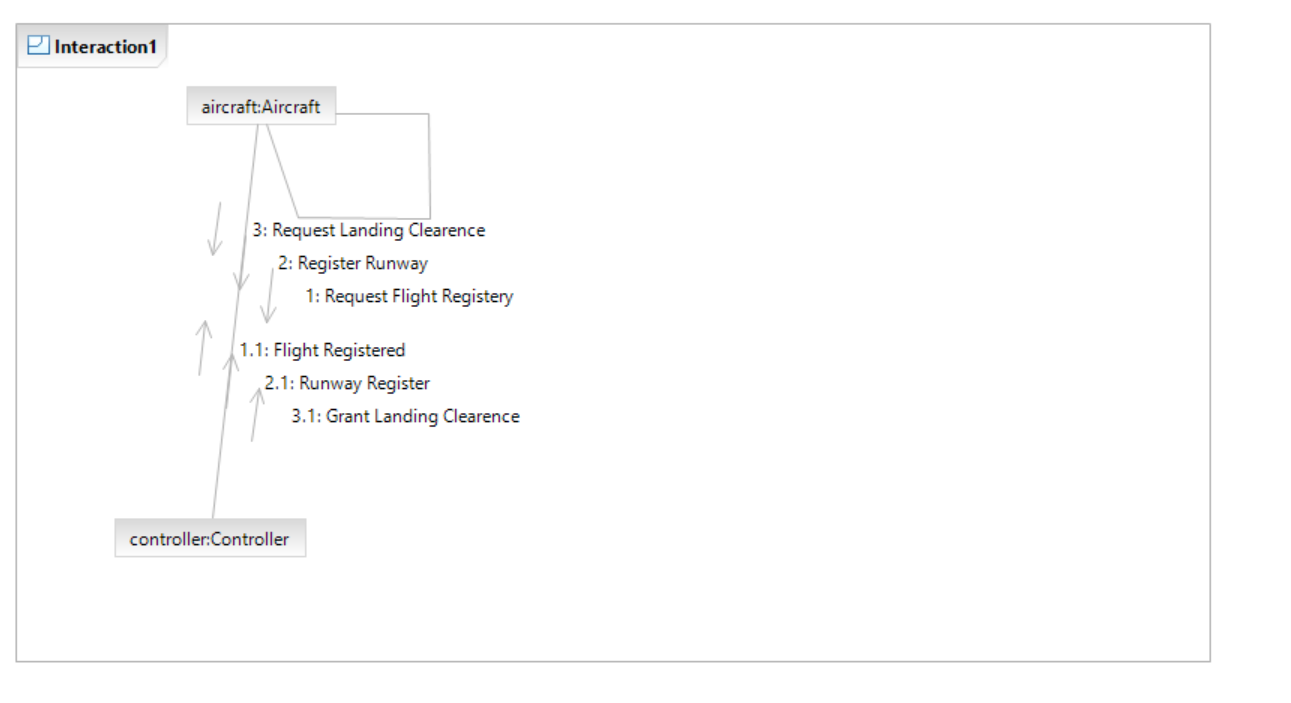 Interaction1
aircraft:Aircraft
3: Request Landing Clearence
2: Register Runway
1: Request Flight Registery
1.1: Flight Registered
2.1: Runway Register
3.1: Grant Landing Clearence
controller:Controller